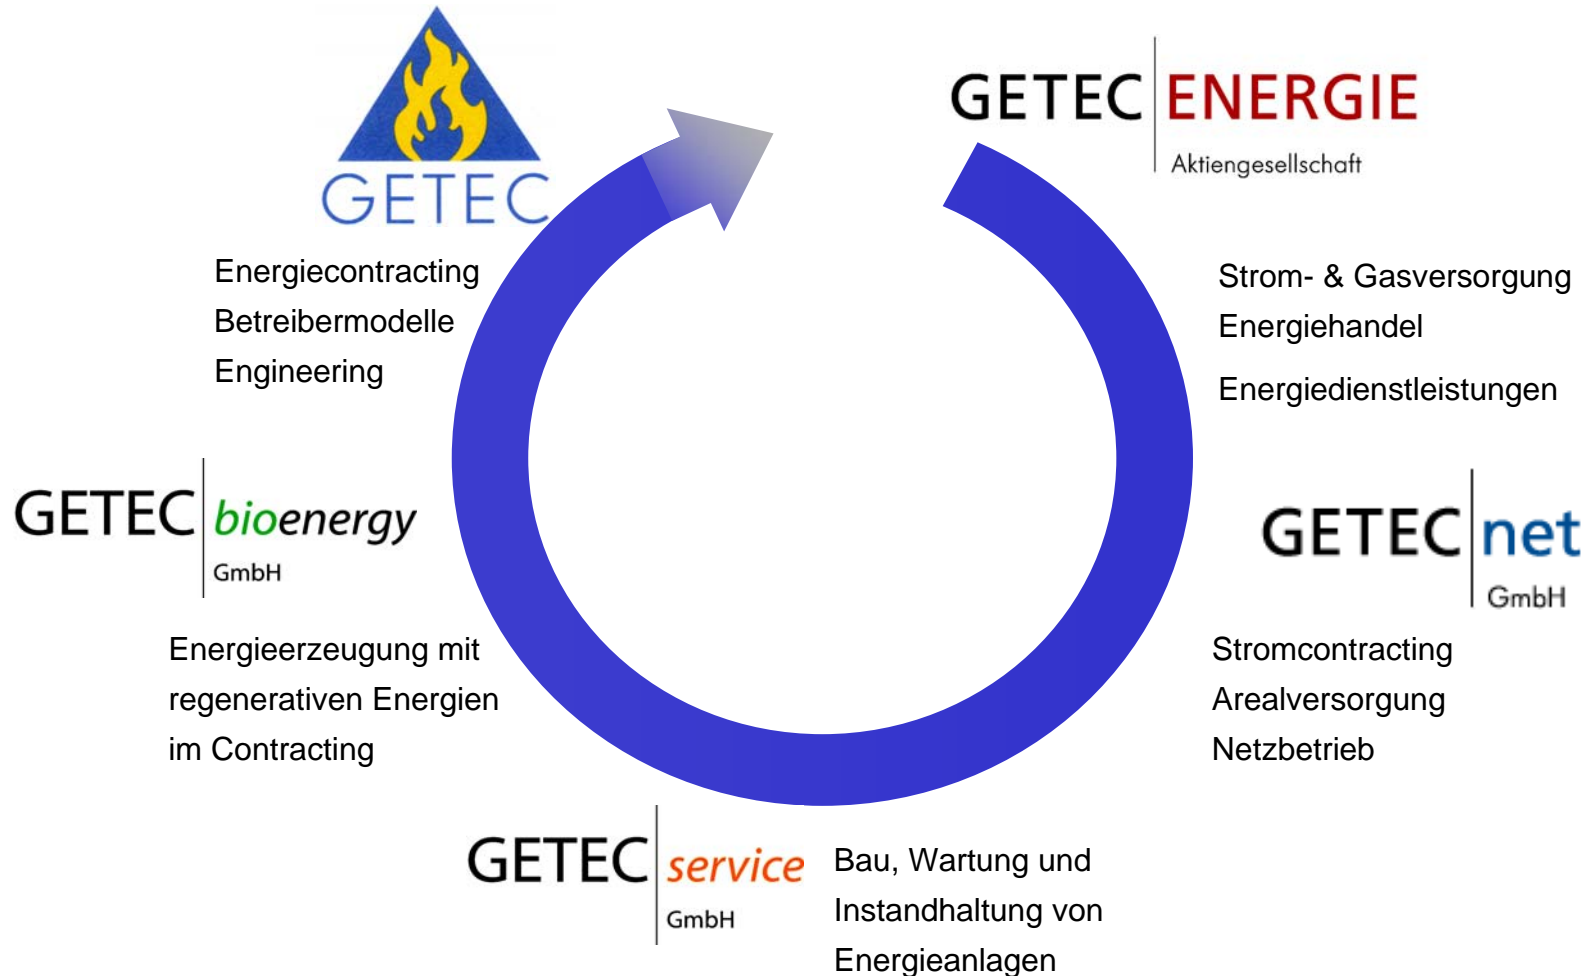 GETEC
Energiecontracting
Betreibermodelle
Engineering
GETEC ENERGIE
Aktiengesellschaft
Strom- & Gasversorgung
Energiehandel
Energiedienstleistungen
GETEC bioenergy
GmbH
Energieerzeugung mit
regenerativen Energien
im Contracting
GETEC net
GmbH
Stromcontracting
Arealversorgung
Netzbetrieb
GETEC service
GmbH
Bau, Wartung und
Instandhaltung von
Energieanlagen